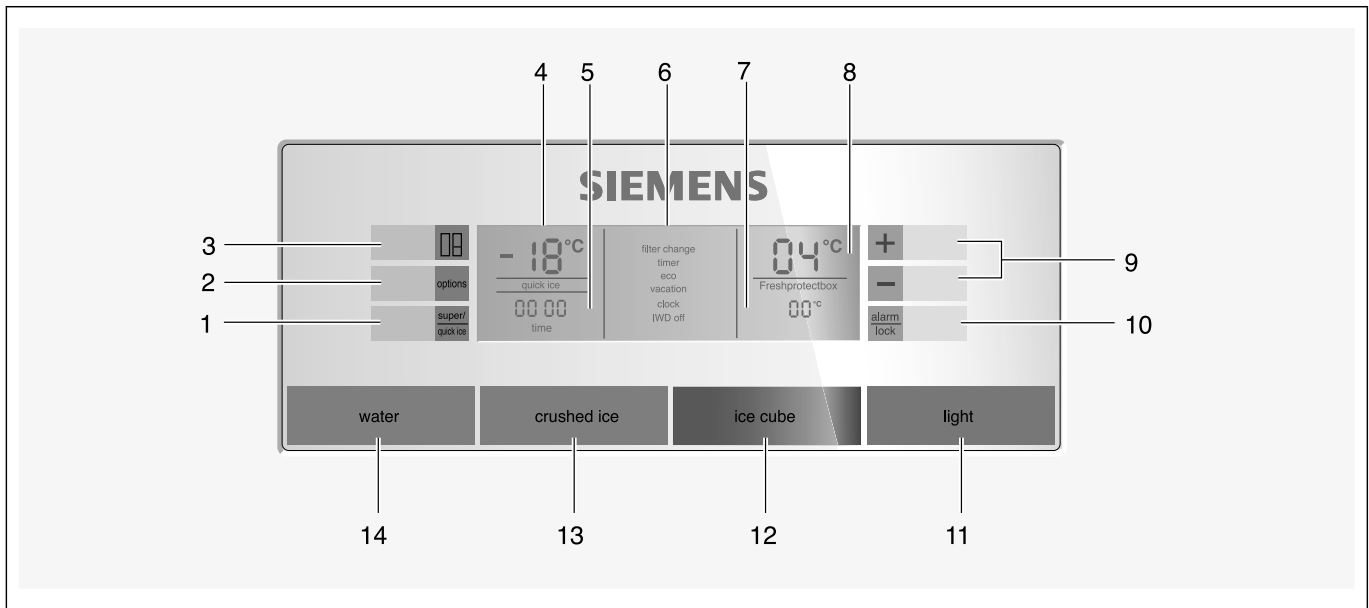 4 5 6 7 8
SIEMENS
3
2 options
1 super/
quick ice
-18°C
quick ice
00 00
time
filter change
timer
eco
vacation
clock
IWD off
04°C
Freshprotectbox
00°C
+
−
9
alarm
lock
10
water crushed ice ice cube light
14 13 12 11